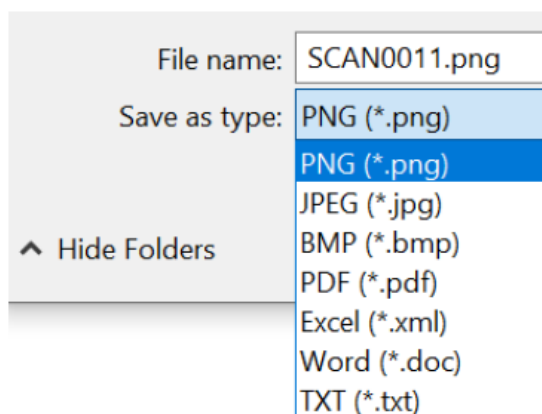 File name: SCAN0011.png
Save as type: PNG (*.png)
PNG (*.png)
JPEG (*.jpg)
Hide Folders
BMP (*.bmp)
PDF (*.pdf)
Excel (*.xml)
Word (*.doc)
TXT (*.txt)